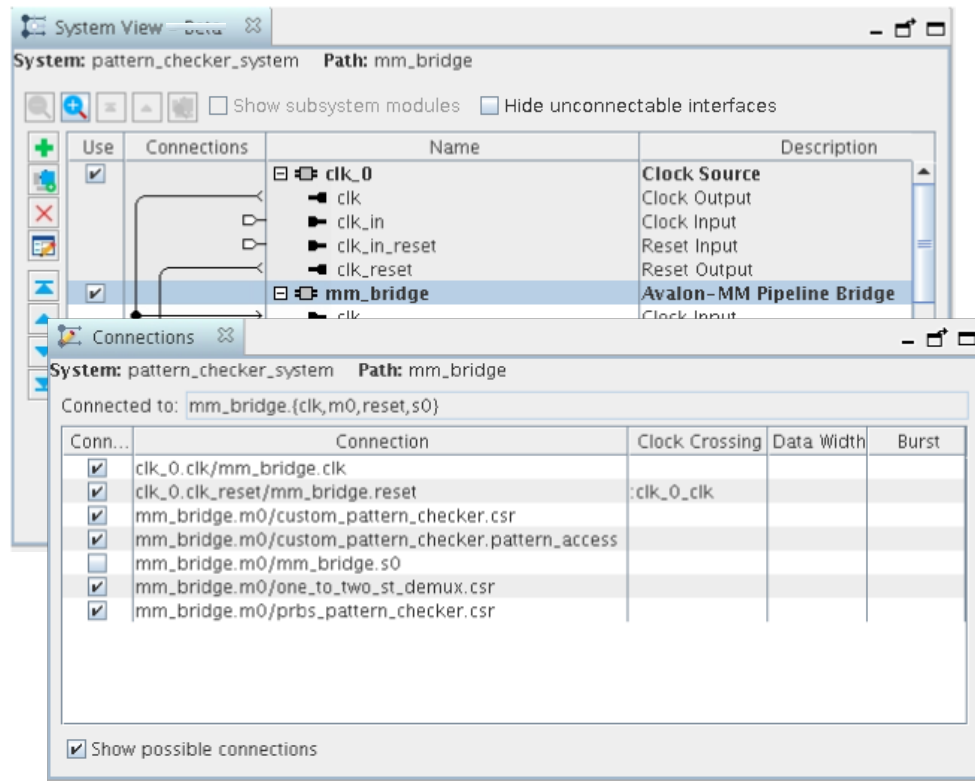 System View -
System: pattern_checker_system Path: mm_bridge
Show subsystem modules Hide unconnectable interfaces
Use Connections Name Description
clk_0 Clock Source
clk Clock Output
clk_in Clock Input
clk_in_reset Reset Input
clk_reset Reset Output
mm_bridge Avalon-MM Pipeline Bridge
clk Clock Input
Connections
System: pattern_checker_system Path: mm_bridge
Connected to: mm_bridge.{clk,m0,reset,s0}
Conn... Connection Clock Crossing Data Width Burst
clk_0.clk/mm_bridge.clk
clk_0.clk_reset/mm_bridge.reset :clk_0_clk
mm_bridge.m0/custom_pattern_checker.csr
mm_bridge.m0/custom_pattern_checker.pattern_access
mm_bridge.m0/mm_bridge.s0
mm_bridge.m0/one_to_two_st_demux.csr
mm_bridge.m0/prbs_pattern_checker.csr
Show possible connections